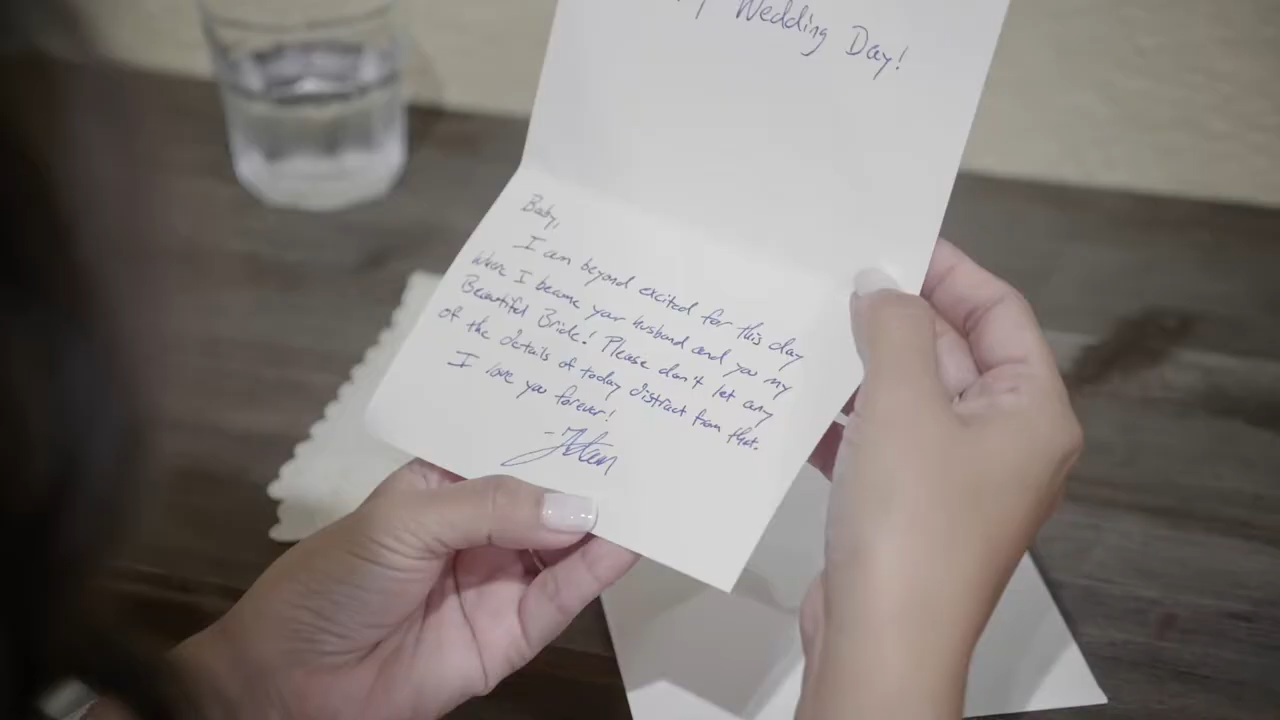 Wedding Day!
Baby,
I am beyond excited for this day
where I became your husband and you my
Beautiful Bride! Please don't let any
of the details of today distract from that.
I love you forever!